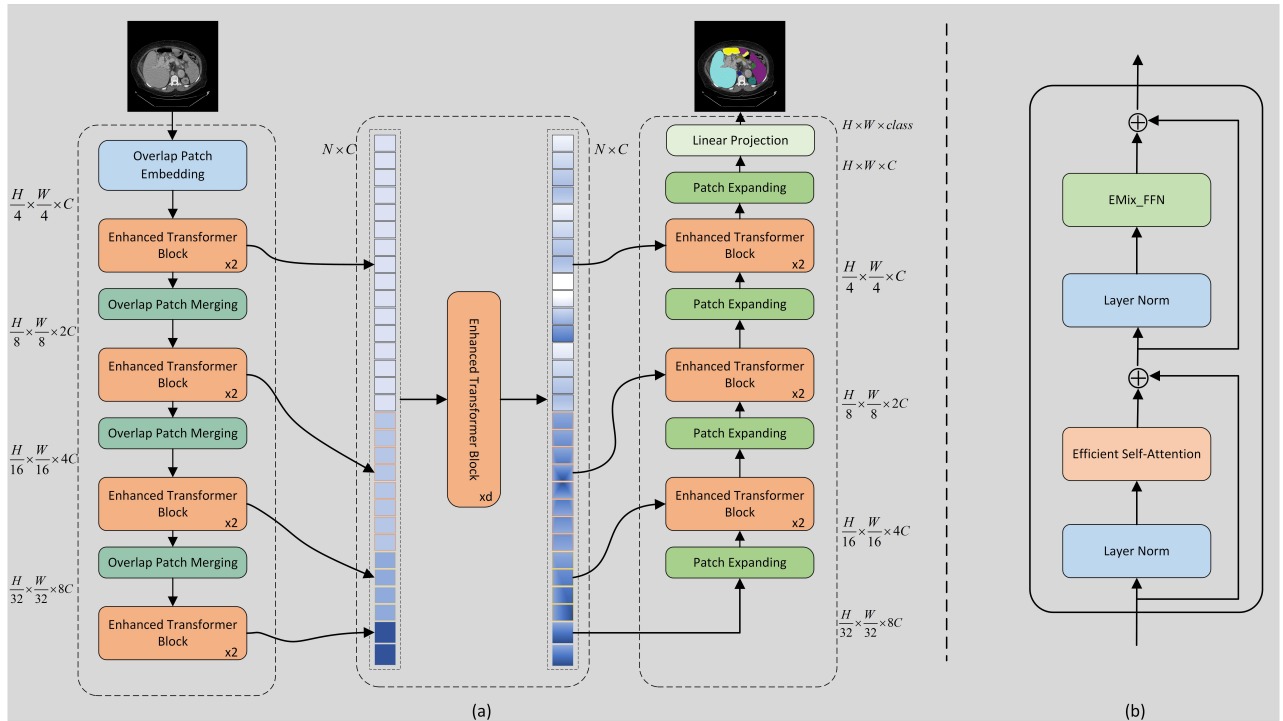 Overlap Patch
Embedding
H/4 × W/4 × C
Enhanced Transformer
Block
x2
Overlap Patch Merging
H/8 × W/8 × 2C
Enhanced Transformer
Block
x2
Overlap Patch Merging
H/16 × W/16 × 4C
Enhanced Transformer
Block
x2
Overlap Patch Merging
H/32 × W/32 × 8C
Enhanced Transformer
Block
x2
N × C
Enhanced Transformer Block
xd
N × C
H × W × class
Linear Projection
H × W × C
Patch Expanding
Enhanced Transformer
Block
x2
H/4 × W/4 × C
Patch Expanding
Enhanced Transformer
Block
x2
H/8 × W/8 × 2C
Patch Expanding
Enhanced Transformer
Block
x2
H/16 × W/16 × 4C
Patch Expanding
H/32 × W/32 × 8C
(a)
EMix_FFN
Layer Norm
Efficient Self-Attention
Layer Norm
(b)